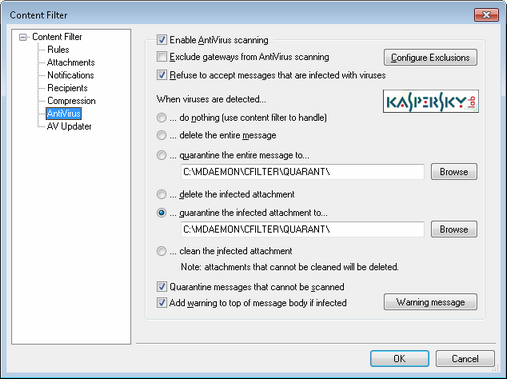 Content Filter
Content Filter
Rules
Attachments
Notifications
Recipients
Compression
AntiVirus
AV Updater
Enable AntiVirus scanning
Exclude gateways from AntiVirus scanning
Configure Exclusions
Refuse to accept messages that are infected with viruses
When viruses are detected...
KASPERSKY lab
... do nothing (use content filter to handle)
... delete the entire message
... quarantine the entire message to...
C:\MDAEMON\CFILTER\QUARANT\
Browse
... delete the infected attachment
... quarantine the infected attachment to...
C:\MDAEMON\CFILTER\QUARANT\
Browse
... clean the infected attachment
Note: attachments that cannot be cleaned will be deleted.
Quarantine messages that cannot be scanned
Add warning to top of message body if infected
Warning message
OK
Cancel